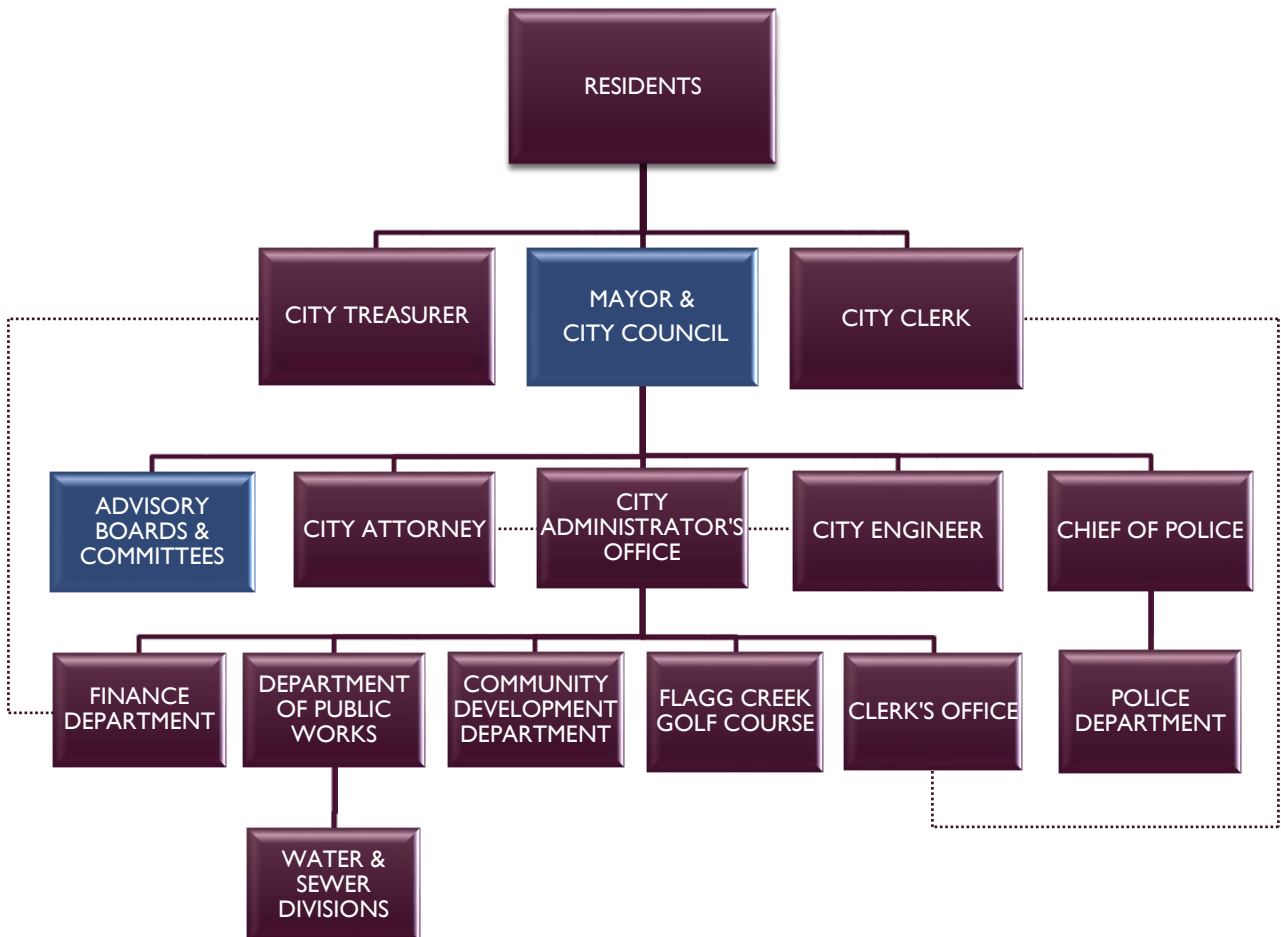 RESIDENTS
CITY TREASURER
MAYOR &
CITY COUNCIL
CITY CLERK
ADVISORY
BOARDS &
COMMITTEES
CITY ATTORNEY
CITY
ADMINISTRATOR'S
OFFICE
CITY ENGINEER
CHIEF OF POLICE
FINANCE
DEPARTMENT
DEPARTMENT
OF PUBLIC
WORKS
COMMUNITY
DEVELOPMENT
DEPARTMENT
FLAGG CREEK
GOLF COURSE
CLERK'S OFFICE
POLICE
DEPARTMENT
WATER &
SEWER
DIVISIONS